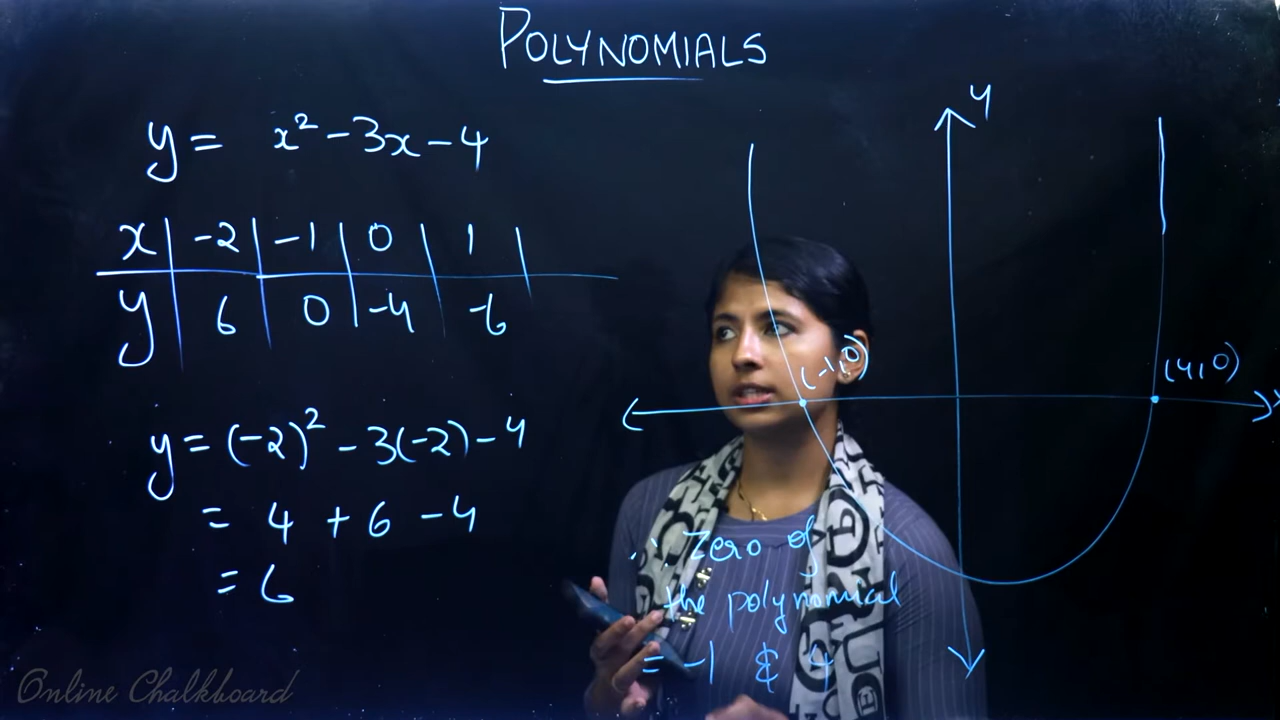 POLYNOMIALS
y = x² - 3x - 4
x | -2 | -1 | 0 | 1 |
y | 6 | 0 | -4 | -6
y = (-2)² - 3(-2) - 4
= 4 + 6 - 4
= 6
y
(-1,0)
(4,0)
∴ Zero of
the polynomial
= -1 & 4
Online Chalkboard